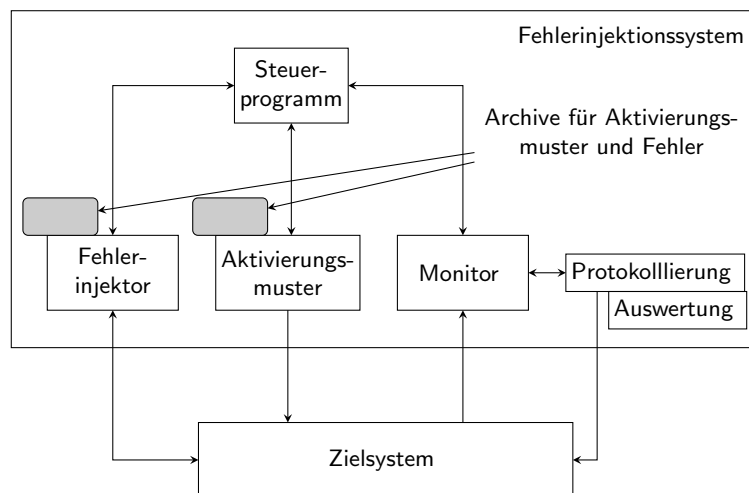 Fehlerinjektionssystem
Steuer-
programm
Archive für Aktivierungs-
muster und Fehler
Fehler-
injektor
Aktivierungs-
muster
Monitor
Protokolllierung
Auswertung
Zielsystem